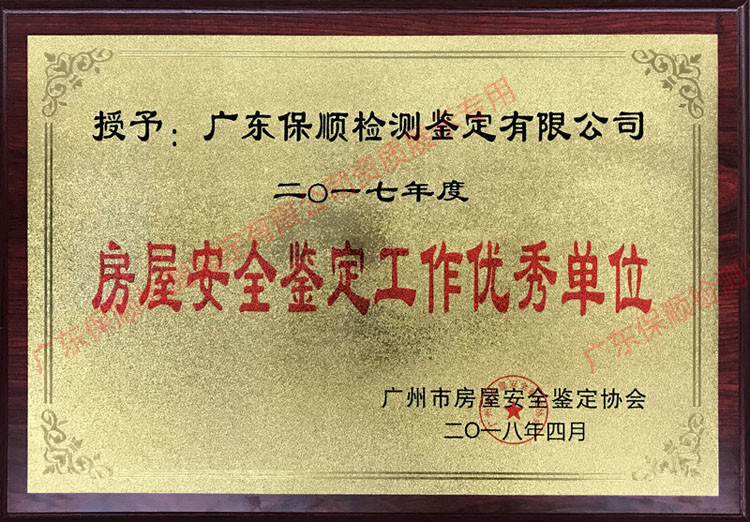 授予：广东保顺检测鉴定有限公司
二〇一七年度
房屋安全鉴定工作优秀单位
广州市房屋安全鉴定协会
二〇一八年四月